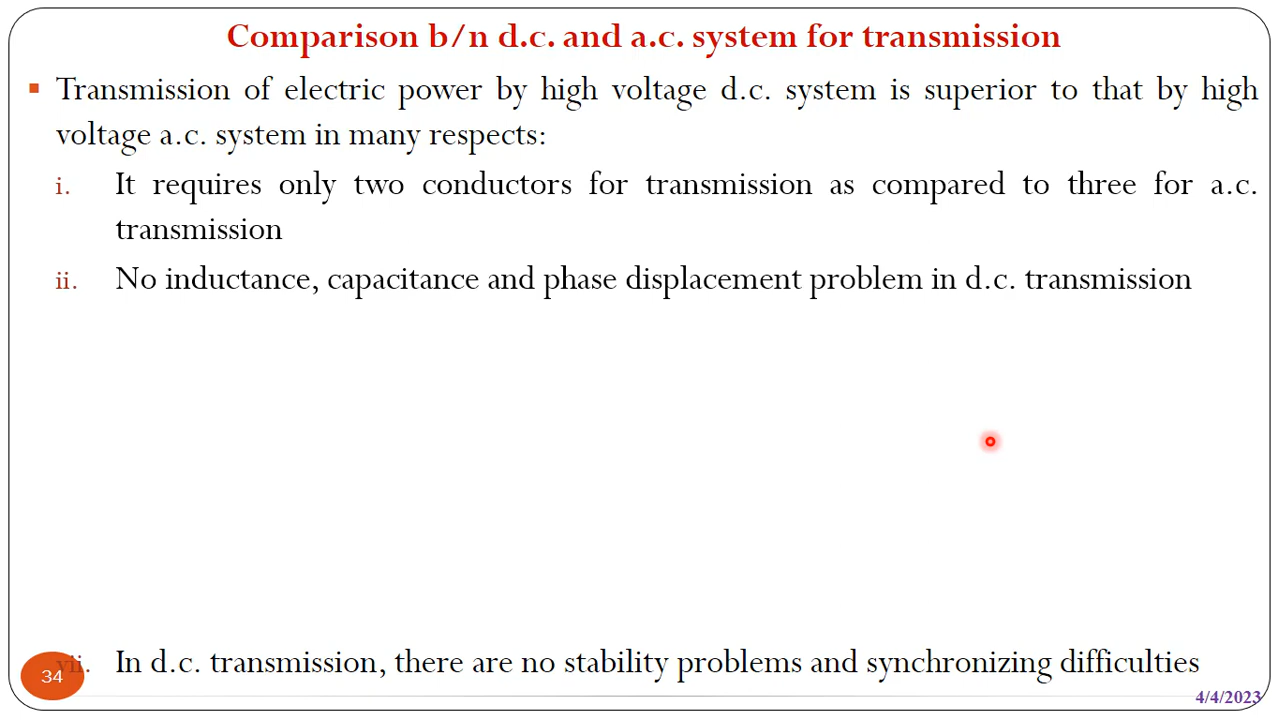 Comparison b/n d.c. and a.c. system for transmission
▪ Transmission of electric power by high voltage d.c. system is superior to that by high
voltage a.c. system in many respects:
i. It requires only two conductors for transmission as compared to three for a.c.
transmission
ii. No inductance, capacitance and phase displacement problem in d.c. transmission
vii. In d.c. transmission, there are no stability problems and synchronizing difficulties
34
4/4/2023